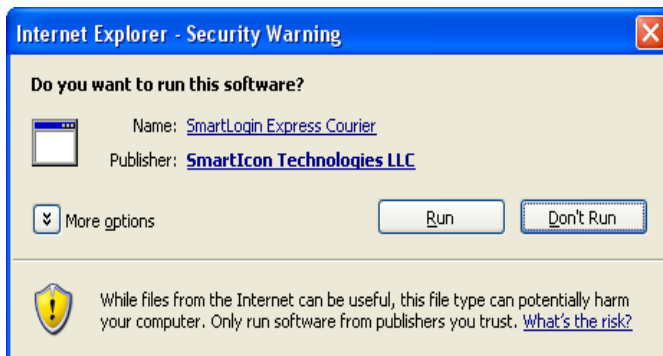 Internet Explorer - Security Warning
Do you want to run this software?
Name: SmartLogin Express Courier
Publisher: SmartIcon Technologies LLC
More options
Run
Don't Run
While files from the Internet can be useful, this file type can potentially harm
your computer. Only run software from publishers you trust. What's the risk?